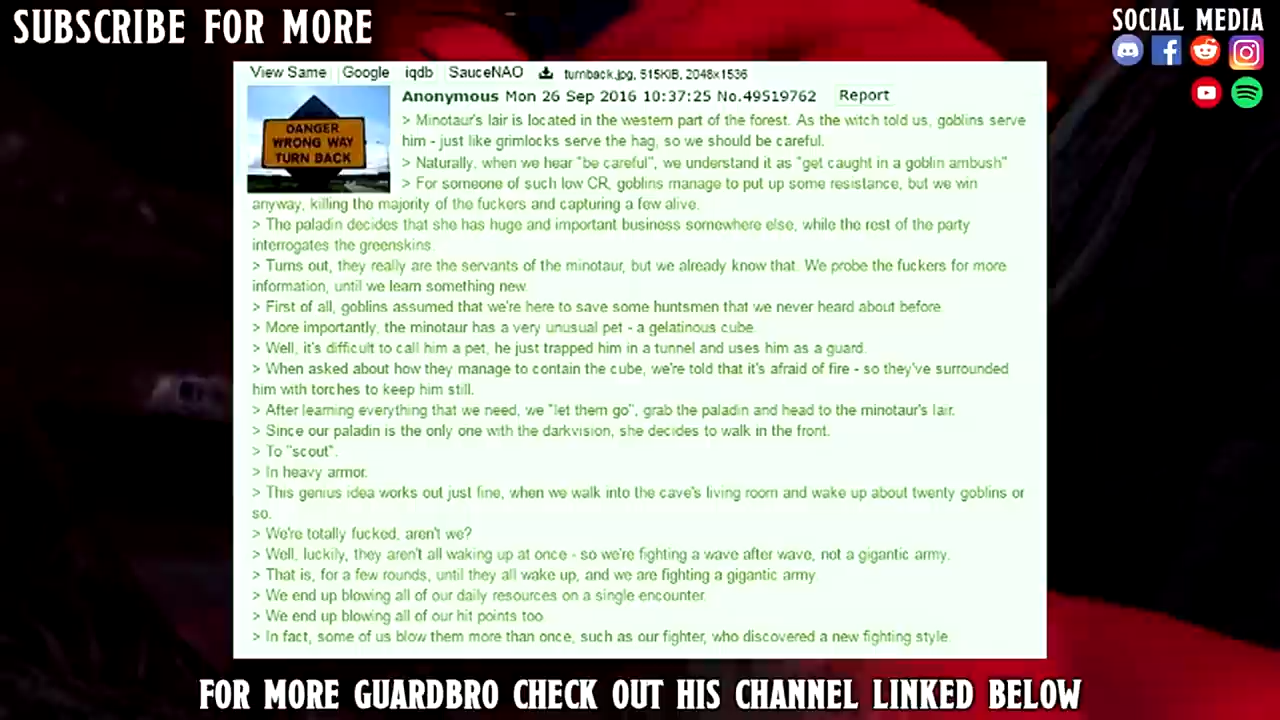 SUBSCRIBE FOR MORE
SOCIAL MEDIA
View Same Google iqdb SauceNAO turnback.jpg, 515KiB, 2048x1536
Anonymous Mon 26 Sep 2016 10:37:25 No.49519762 Report
DANGER
WRONG WAY
TURN BACK
> Minotaur's lair is located in the western part of the forest. As the witch told us, goblins serve
him - just like grimlocks serve the hag, so we should be careful.
> Naturally, when we hear "be careful", we understand it as "get caught in a goblin ambush"
> For someone of such low CR, goblins manage to put up some resistance, but we win
anyway, killing the majority of the fuckers and capturing a few alive.
> The paladin decides that she has huge and important business somewhere else, while the rest of the party
interrogates the greenskins.
> Turns out, they really are the servants of the minotaur, but we already know that. We probe the fuckers for more
information, until we learn something new.
> First of all, goblins assumed that we're here to save some huntsmen that we never heard about before.
> More importantly, the minotaur has a very unusual pet - a gelatinous cube.
> Well, it's difficult to call him a pet, he just trapped him in a tunnel and uses him as a guard.
> When asked about how they manage to contain the cube, we're told that it's afraid of fire - so they've surrounded
him with torches to keep him still.
> After learning everything that we need, we "let them go", grab the paladin and head to the minotaur's lair.
> Since our paladin is the only one with the darkvision, she decides to walk in the front.
> To "scout".
> In heavy armor.
> This genius idea works out just fine, when we walk into the cave's living room and wake up about twenty goblins or
so.
> We're totally fucked, aren't we?
> Well, luckily, they aren't all waking up at once - so we're fighting a wave after wave, not a gigantic army.
> That is, for a few rounds, until they all wake up, and we are fighting a gigantic army.
> We end up blowing all of our daily resources on a single encounter.
> We end up blowing all of our hit points too.
> In fact, some of us blow them more than once, such as our fighter, who discovered a new fighting style.
FOR MORE GUARDBRO CHECK OUT HIS CHANNEL LINKED BELOW